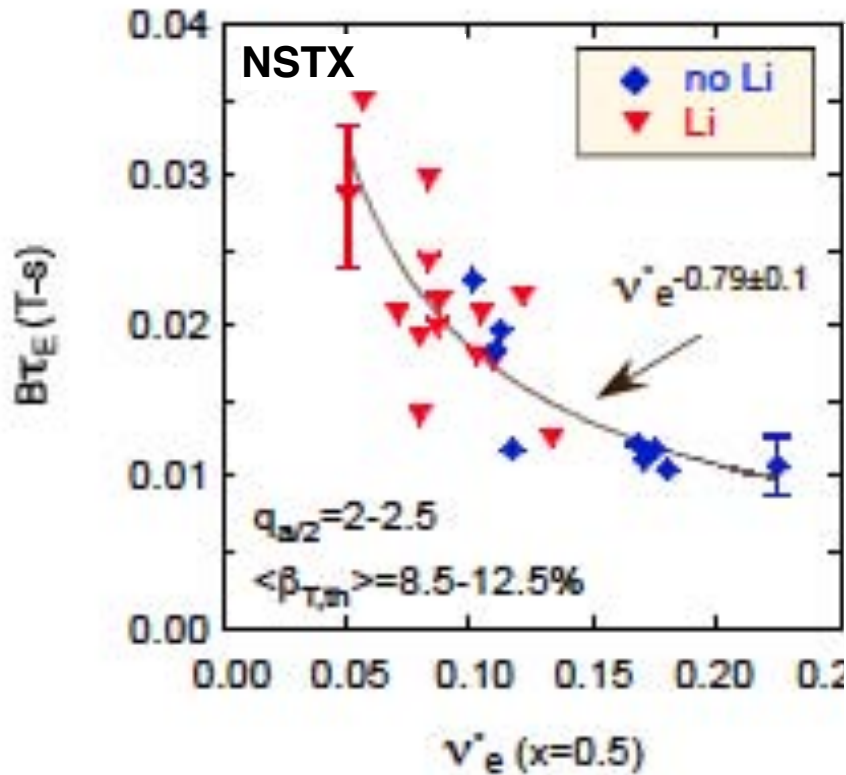 0.04
NSTX
no Li
Li
0.03
ν*e-0.79±0.1
BτE (T-s)
0.02
0.01
qa/2=2-2.5
<βT,th>=8.5-12.5%
0.00
0.00 0.05 0.10 0.15 0.20 0.2
ν*e (x=0.5)